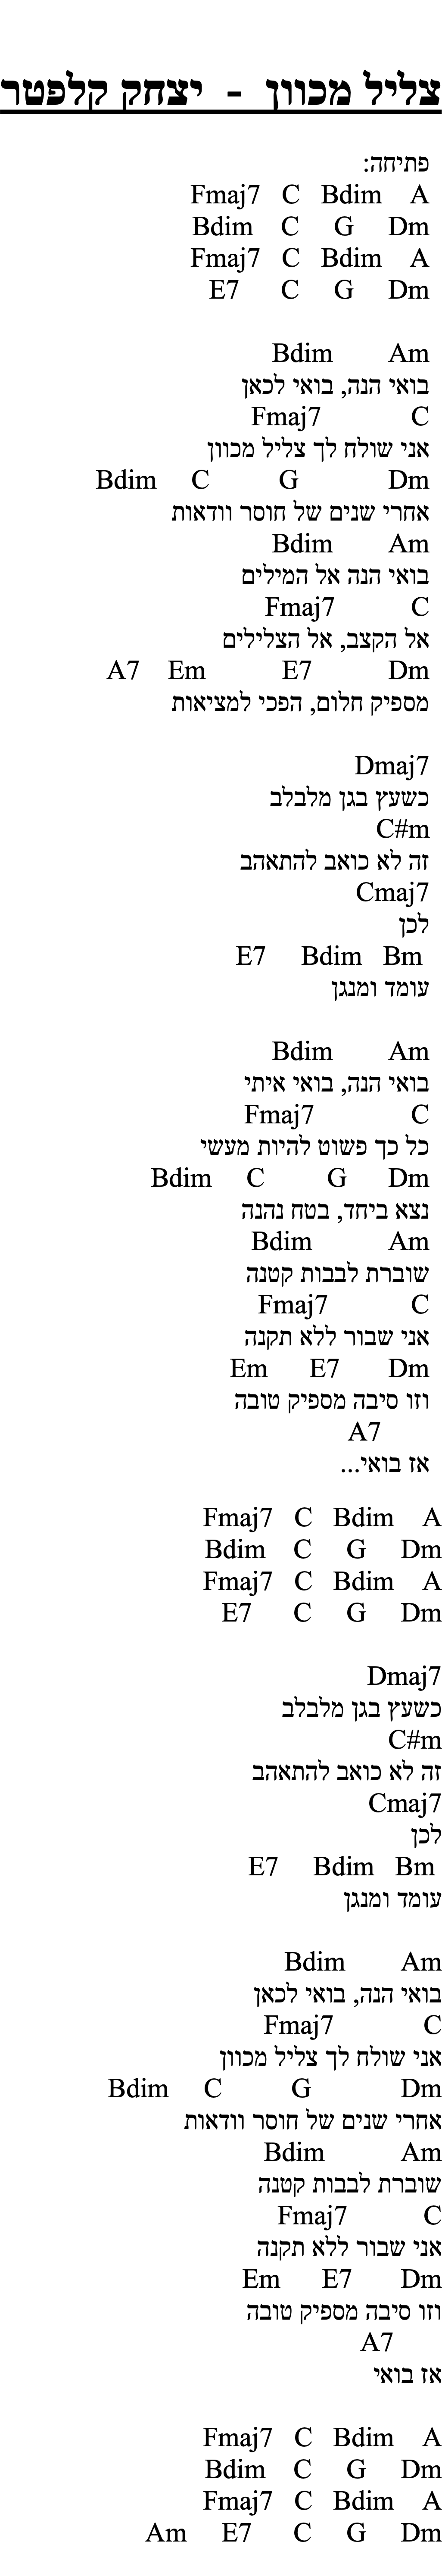 צליל מכוון - יצחק קלפטר
פתיחה:
Fmaj7 C Bdim A
Bdim C G Dm
Fmaj7 C Bdim A
E7 C G Dm
Bdim Am
בואי הנה, בואי לכאן
Fmaj7 C
אני שולח לך צליל מכוון
Bdim C G Dm
אחרי שנים של חוסר וודאות
Bdim Am
בואי הנה אל המילים
Fmaj7 C
אל הקצב, אל הצלילים
A7 Em E7 Dm
מספיק חלום, הפכי למציאות
Dmaj7
כשעץ בגן מלבלב
C#m
זה לא כואב להתאהב
Cmaj7
לכן
E7 Bdim Bm
עומד ומנגן
Bdim Am
בואי הנה, בואי איתי
Fmaj7 C
כל כך פשוט להיות מעשי
Bdim C G Dm
נצא ביחד, בטח נהנה
Bdim Am
שוברת לבבות קטנה
Fmaj7 C
אני שבור ללא תקנה
Em E7 Dm
וזו סיבה מספיק טובה
A7
אז בואי...
Fmaj7 C Bdim A
Bdim C G Dm
Fmaj7 C Bdim A
E7 C G Dm
Dmaj7
כשעץ בגן מלבלב
C#m
זה לא כואב להתאהב
Cmaj7
לכן
E7 Bdim Bm
עומד ומנגן
Bdim Am
בואי הנה, בואי לכאן
Fmaj7 C
אני שולח לך צליל מכוון
Bdim C G Dm
אחרי שנים של חוסר וודאות
Bdim Am
שוברת לבבות קטנה
Fmaj7 C
אני שבור ללא תקנה
Em E7 Dm
וזו סיבה מספיק טובה
A7
אז בואי
Fmaj7 C Bdim A
Bdim C G Dm
Fmaj7 C Bdim A
Am E7 C G Dm